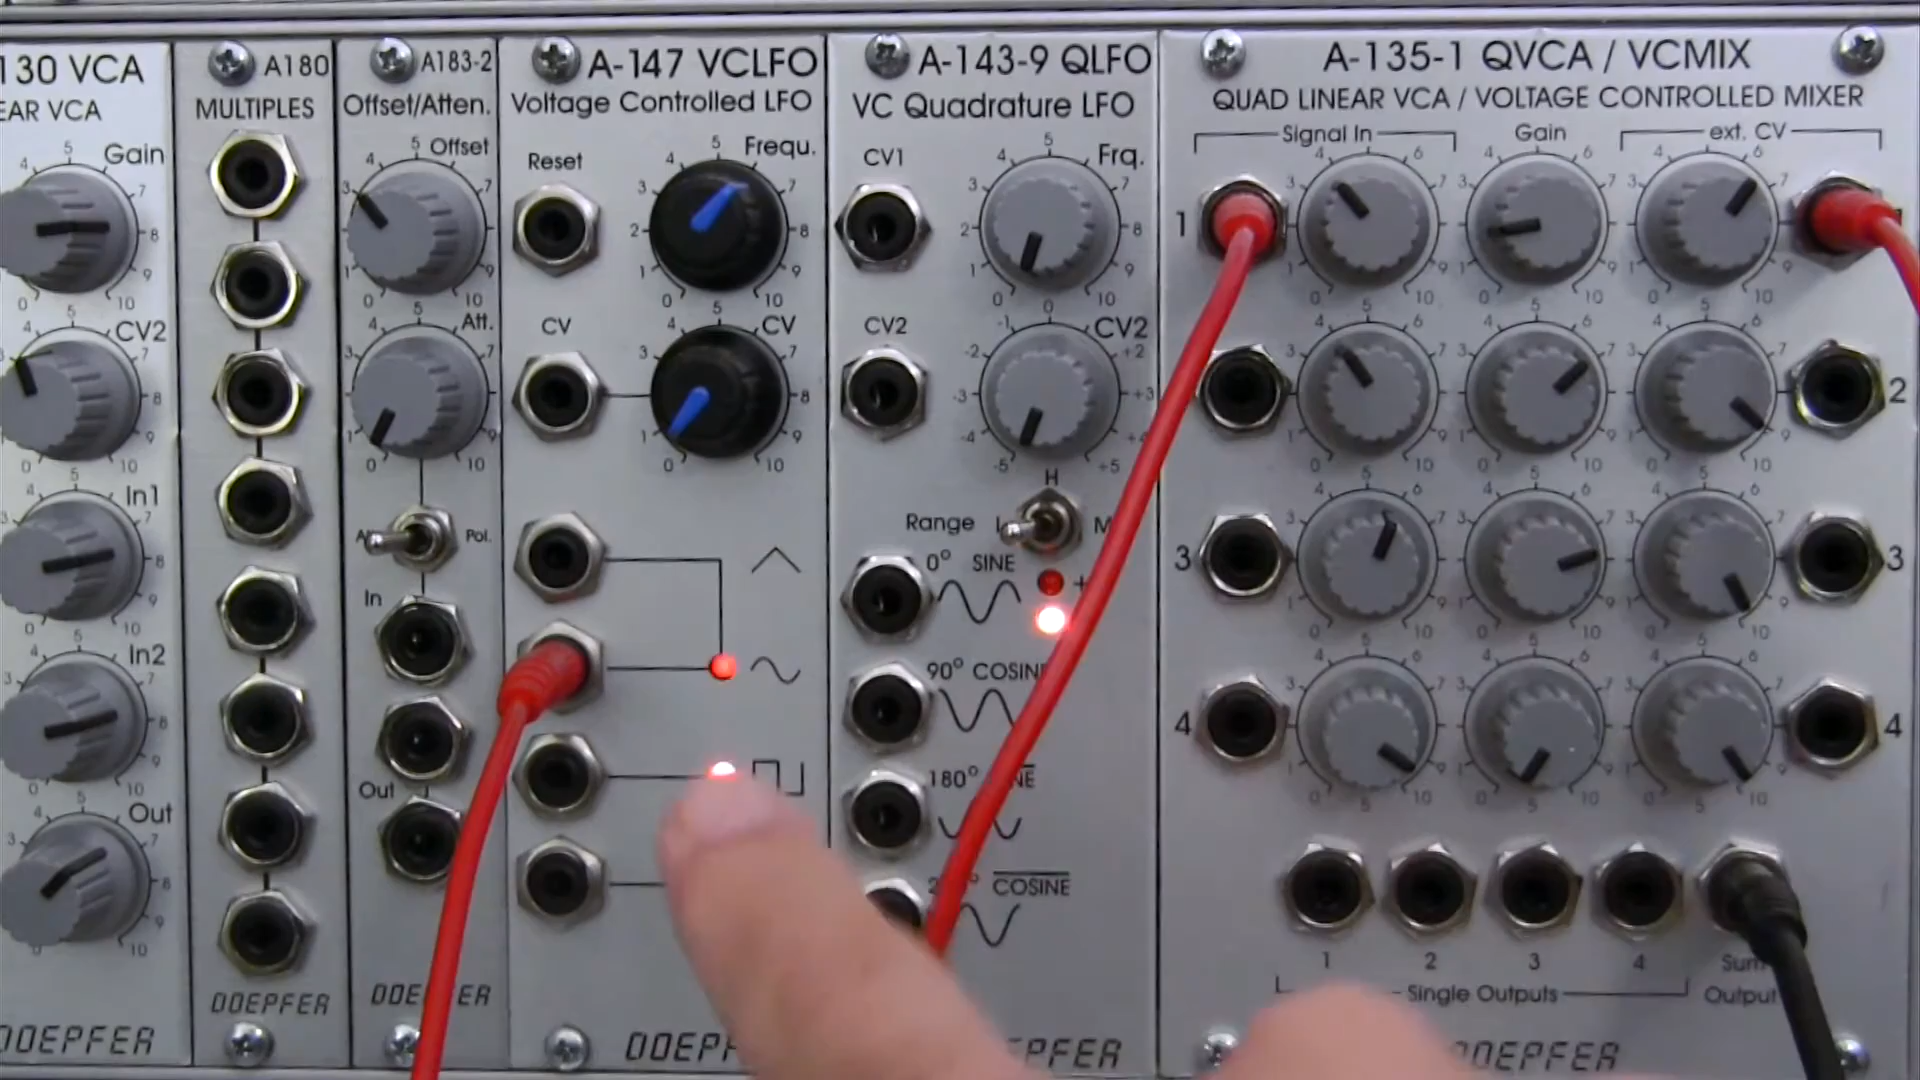 130 VCA
EAR VCA
Gain
CV2
In1
In2
Out
A180
MULTIPLES
DOEPFER
A183-2
Offset/Atten.
Offset
Att.
Pol.
In
Out
A-147 VCLFO
Voltage Controlled LFO
Reset
Frequ.
CV
CV
A-143-9 QLFO
VC Quadrature LFO
CV1
Frq.
CV2
CV2
H
Range
M
0° SINE
90° COSINE
180°
COSINE
A-135-1 QVCA / VCMIX
QUAD LINEAR VCA / VOLTAGE CONTROLLED MIXER
Signal In
Gain
ext. CV
1
2
3
3
4
4
1
2
3
4
Sum
Output
Single Outputs
DOEPFER
DOEPFER